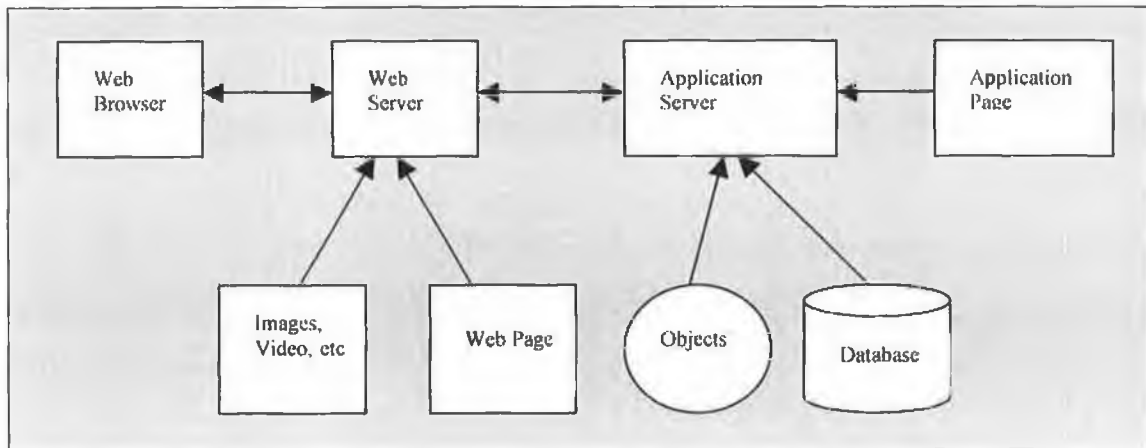 Web
Browser
Web
Server
Application
Server
Application
Page
Images,
Video, etc
Web Page
Objects
Database